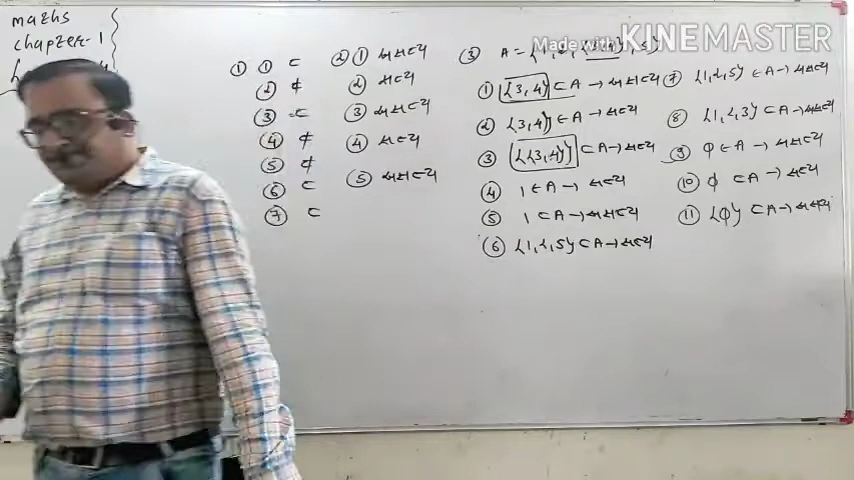 maths
chapter-1
Made with KINEMASTER
① ① ⊂
② ⊄
③ ⊂
④ ⊄
⑤ ⊄
⑥ ⊂
⑦ ⊂
② ① અસત્ય
② સત્ય
③ અસત્ય
④ સત્ય
⑤ અસત્ય
③ A = {1, 2, {3,4}, 5}
① {3,4} ⊂ A → અસત્ય
② {3,4} ∈ A → સત્ય
③ {{3,4}} ⊂ A → સત્ય
④ 1 ∈ A → સત્ય
⑤ 1 ⊂ A → અસત્ય
⑥ {1,2,5} ⊂ A → સત્ય
⑦ {1,2,5} ∈ A → અસત્ય
⑧ {1,2,3} ⊂ A → અસત્ય
⑨ φ ∈ A → અસત્ય
⑩ φ ⊂ A → સત્ય
⑪ {φ} ⊂ A → અસત્ય